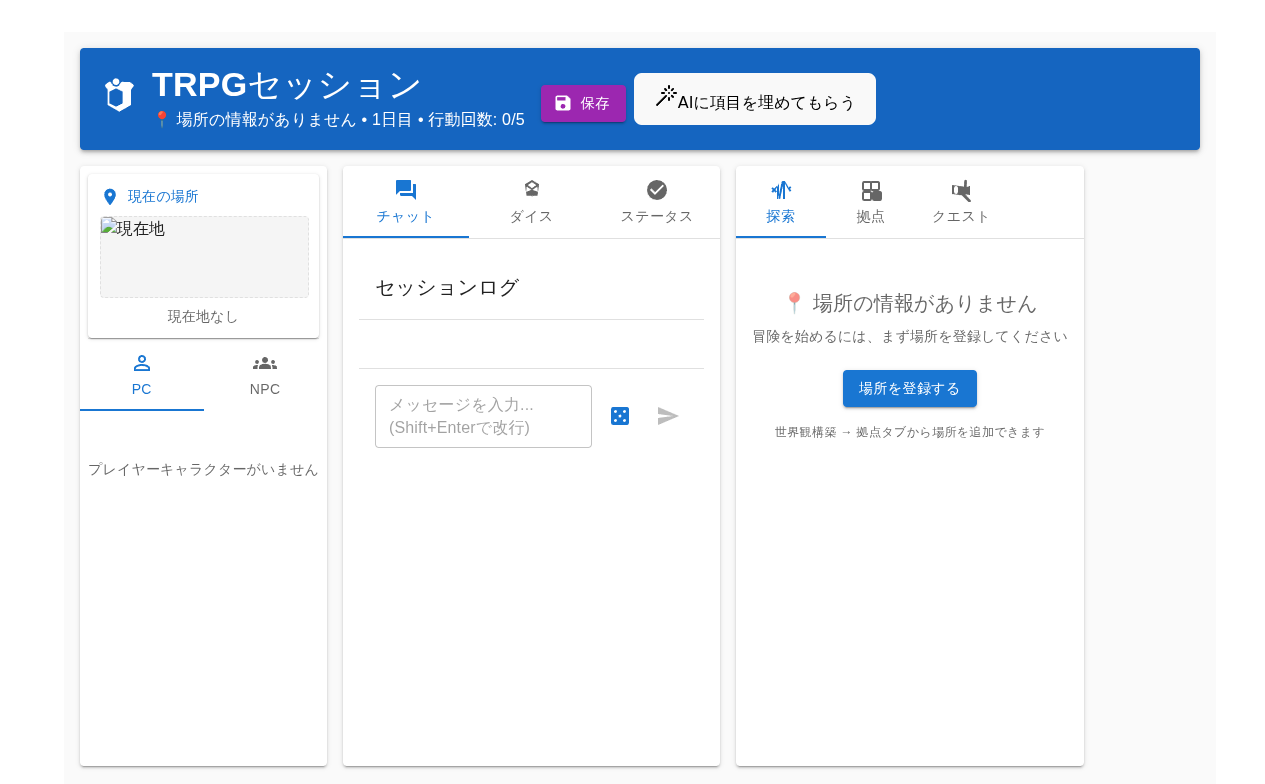 TRPGセッション
📍 場所の情報がありません • 1日目 • 行動回数: 0/5
保存
AIに項目を埋めてもらう
現在の場所
現在地
現在地なし
PC
NPC
プレイヤーキャラクターがいません
チャット
ダイス
ステータス
セッションログ
メッセージを入力...
(Shift+Enterで改行)
探索
拠点
クエスト
📍 場所の情報がありません
冒険を始めるには、まず場所を登録してください
場所を登録する
世界観構築 → 拠点タブから場所を追加できます